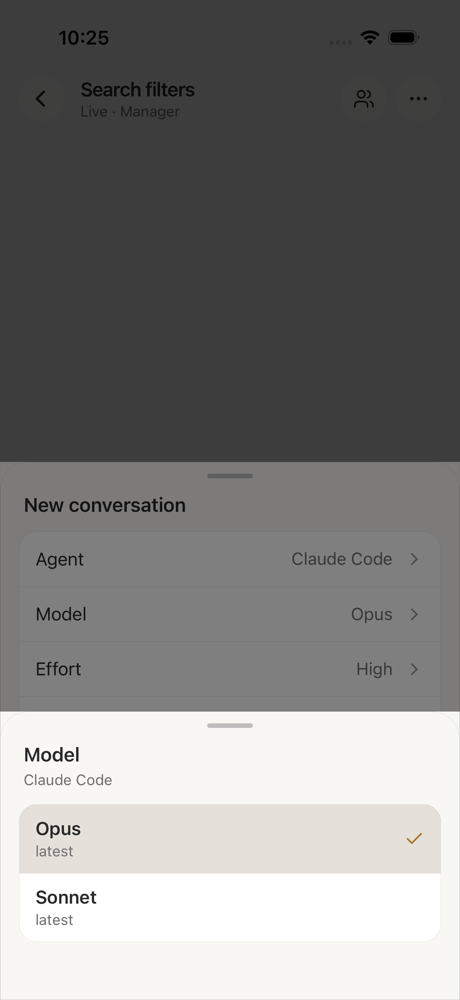 10:25
Search filters
Live · Manager
New conversation
Agent Claude Code
Model Opus
Effort High
Model
Claude Code
Opus
latest
Sonnet
latest